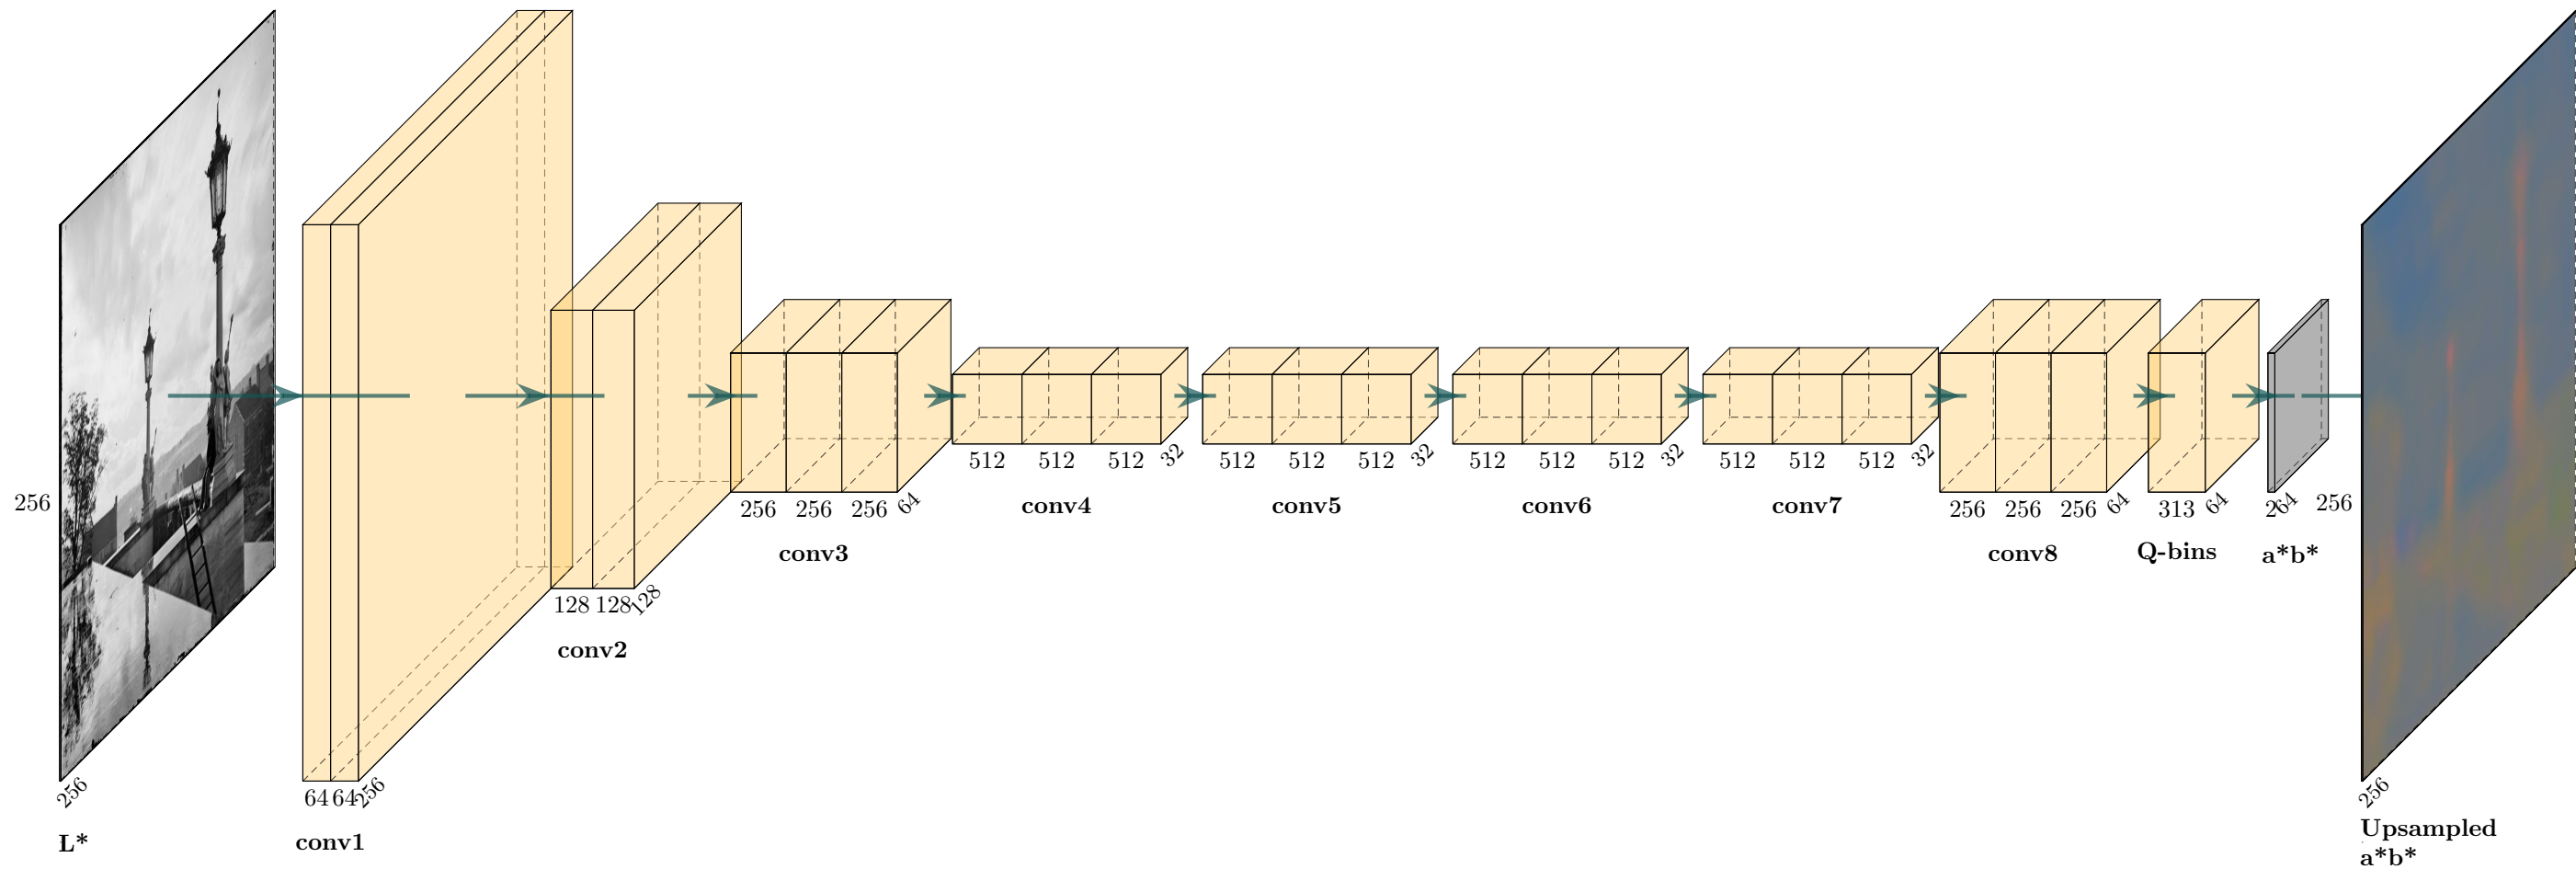 256
256
L*
64 64 256
conv1
128 128 128
conv2
256 256 256 64
conv3
512 512 512 32
conv4
512 512 512 32
conv5
512 512 512 32
conv6
512 512 512 32
conv7
256 256 256 64
conv8
313 64
Q-bins
2 64
a*b*
256
256
Upsampled
a*b*